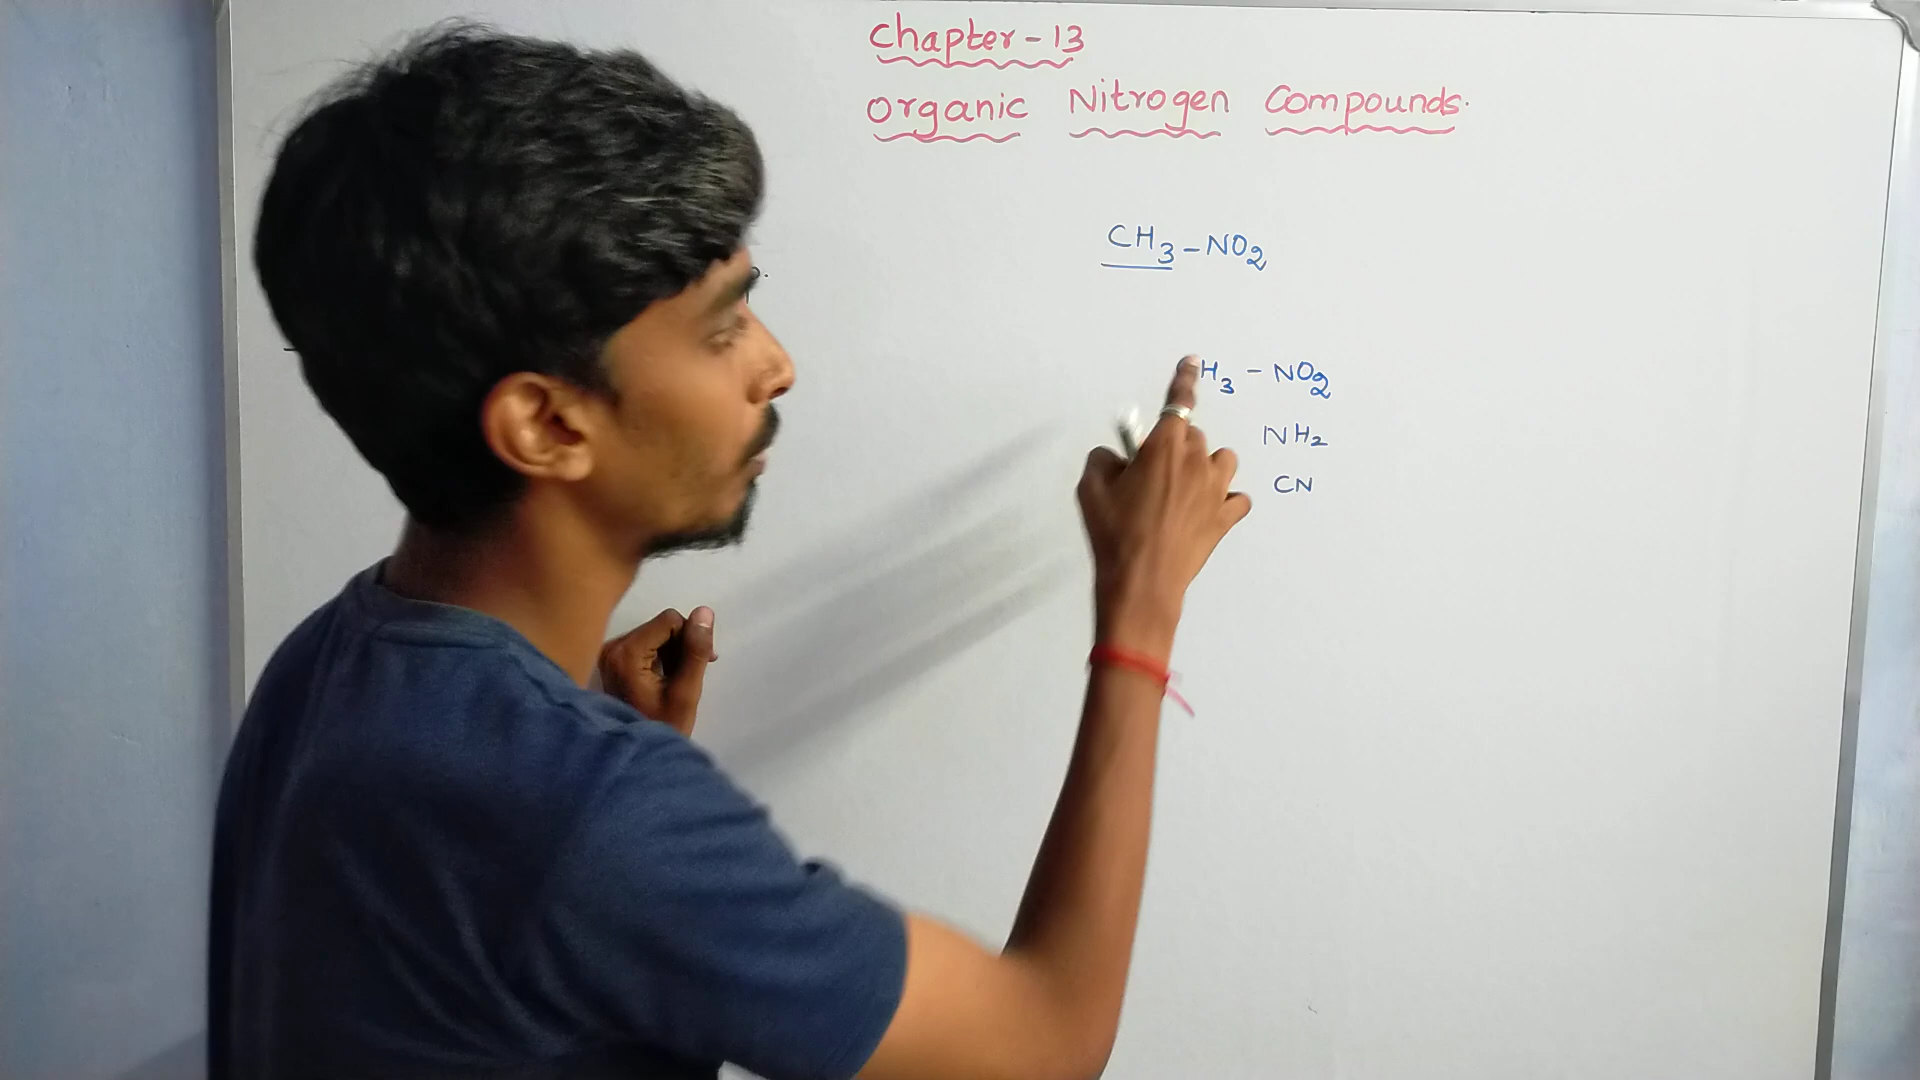 Chapter-13
Organic Nitrogen Compounds.
CH3-NO2
H3-NO2
NH2
CN